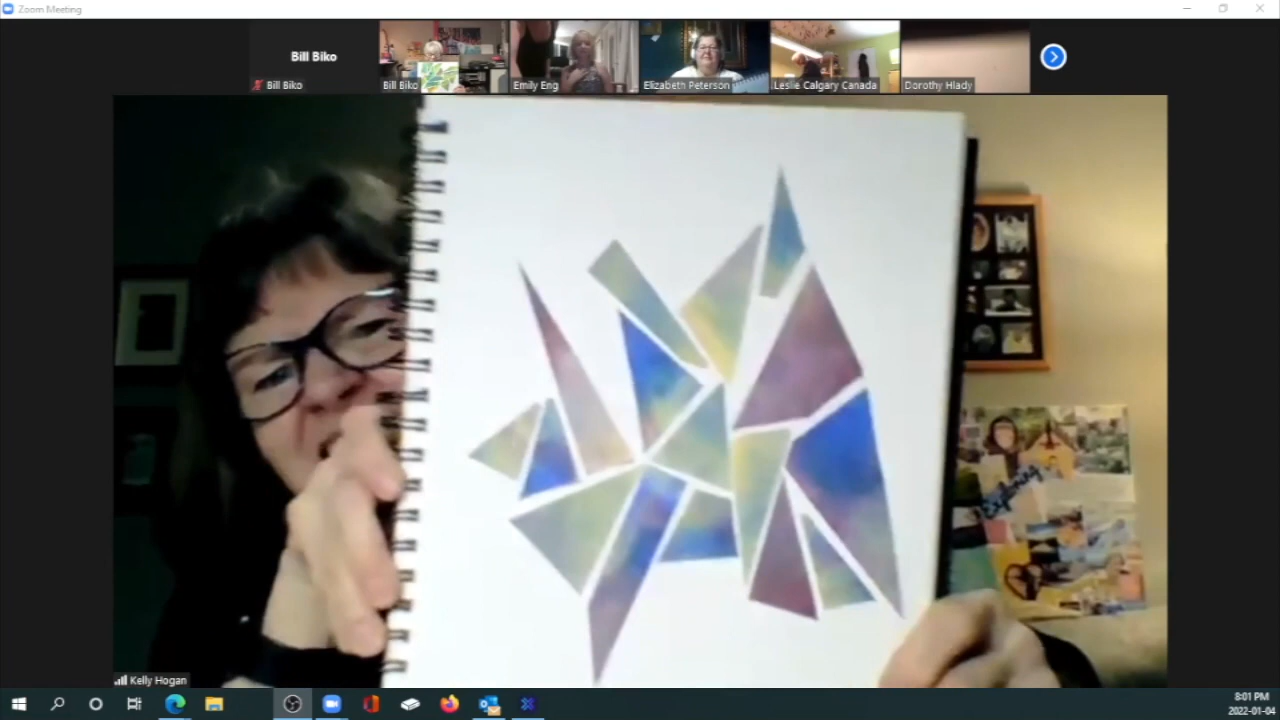 Zoom Meeting
Bill Biko
Bill Biko
Bill Biko
Emily Eng
Elizabeth Peterson
Leslie Calgary Canada
Dorothy Hlady
Exploring
Kelly Hogan
8:01 PM
2022-01-04